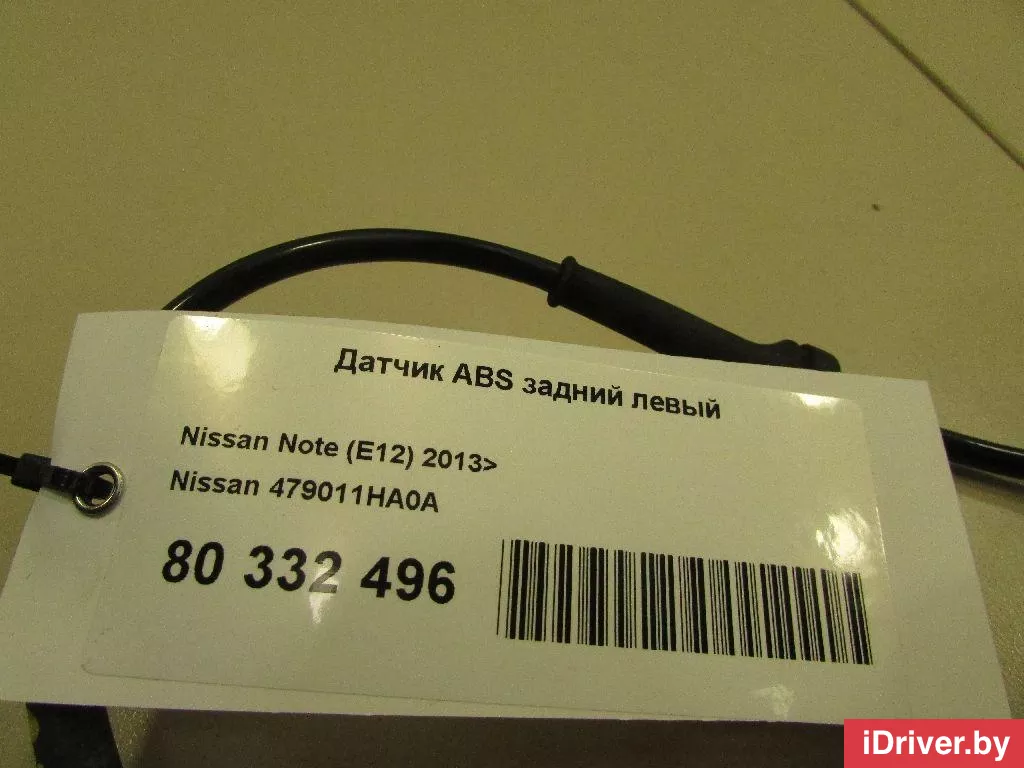 Датчик ABS задний левый
Nissan Note (E12) 2013>
Nissan 479011HA0A
80 332 496
iDriver.by